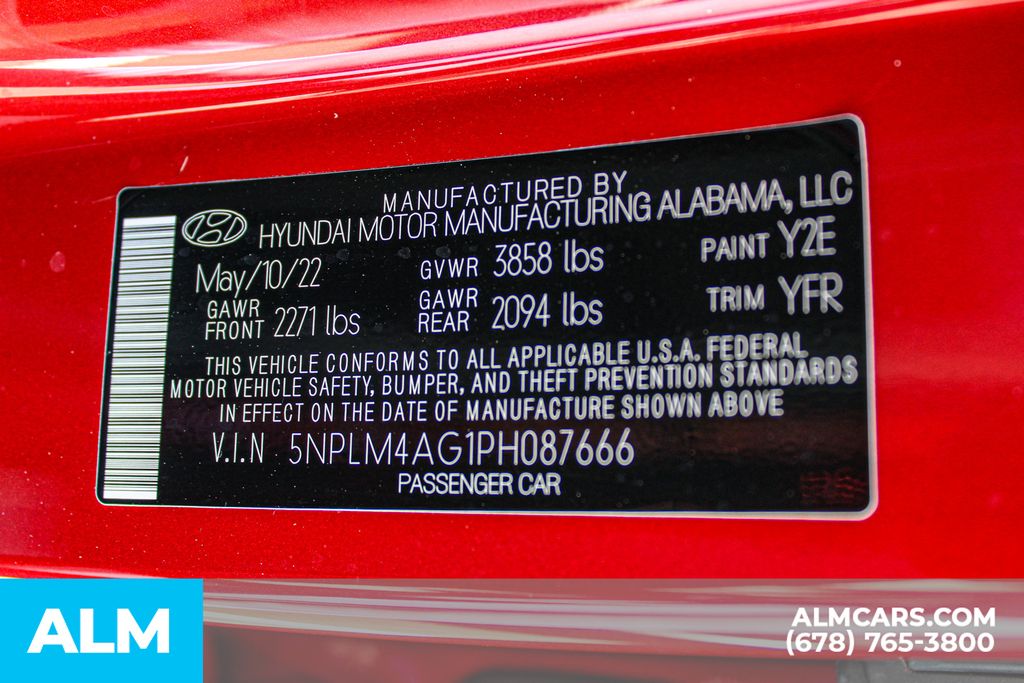 MANUFACTURED BY
HYUNDAI MOTOR MANUFACTURING ALABAMA, LLC
May/10/22 GVWR 3858 lbs PAINT Y2E
GAWR FRONT 2271 lbs GAWR REAR 2094 lbs TRIM YFR
THIS VEHICLE CONFORMS TO ALL APPLICABLE U.S.A. FEDERAL
MOTOR VEHICLE SAFETY, BUMPER, AND THEFT PREVENTION STANDARDS
IN EFFECT ON THE DATE OF MANUFACTURE SHOWN ABOVE
V.I.N 5NPLM4AG1PH087666
PASSENGER CAR
ALM
ALMCARS.COM
(678) 765-3800